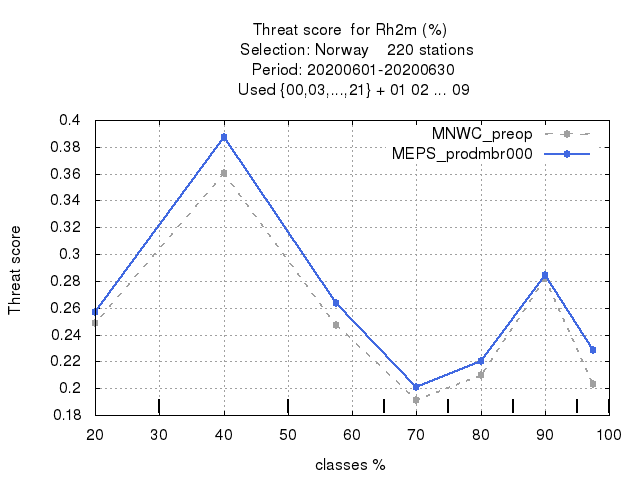 Threat score  for Rh2m (%)
Selection: Norway    220 stations
Period: 20200601-20200630
Used {00,03,...,21} + 01 02 ... 09
MNWC_preop
MEPS_prodmbr000
0.4
0.38
0.36
0.34
0.32
0.3
0.28
0.26
0.24
0.22
0.2
0.18
Threat score
20 30 40 50 60 70 80 90 100
classes %